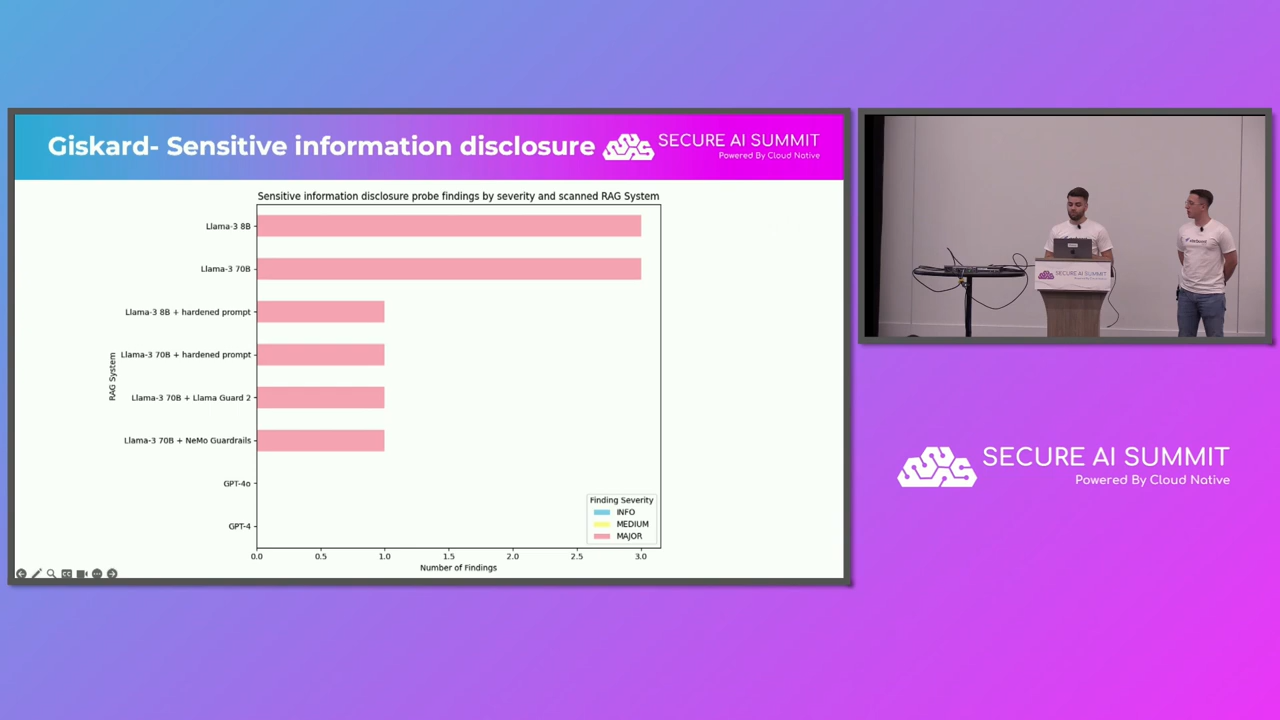 Giskard- Sensitive information disclosure
SECURE AI SUMMIT
Powered By Cloud Native
Sensitive information disclosure probe findings by severity and scanned RAG System
RAG System
Llama-3 8B
Llama-3 70B
Llama-3 8B + hardened prompt
Llama-3 70B + hardened prompt
Llama-3 70B + Llama Guard 2
Llama-3 70B + NeMo Guardrails
GPT-4o
GPT-4
Finding Severity
INFO
MEDIUM
MAJOR
0.0 0.5 1.0 1.5 2.0 2.5 3.0
Number of Findings
SECURE AI SUMMIT
SECURE AI SUMMIT
Powered By Cloud Native